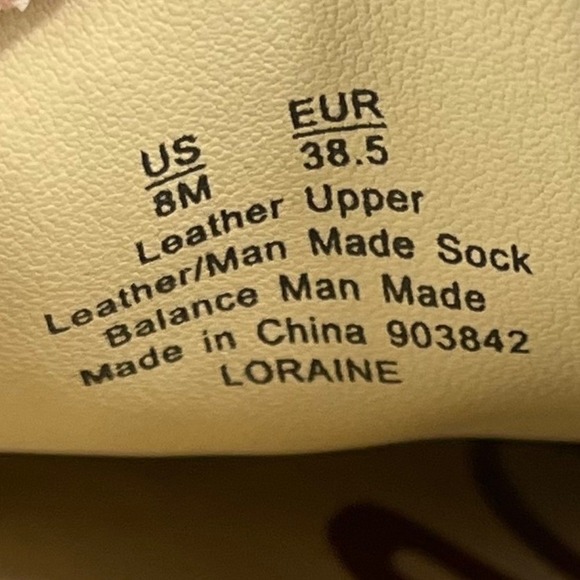 US EUR
8M 38.5
Leather Upper
Leather/Man Made Sock
Balance Man Made
Made in China 903842
LORAINE